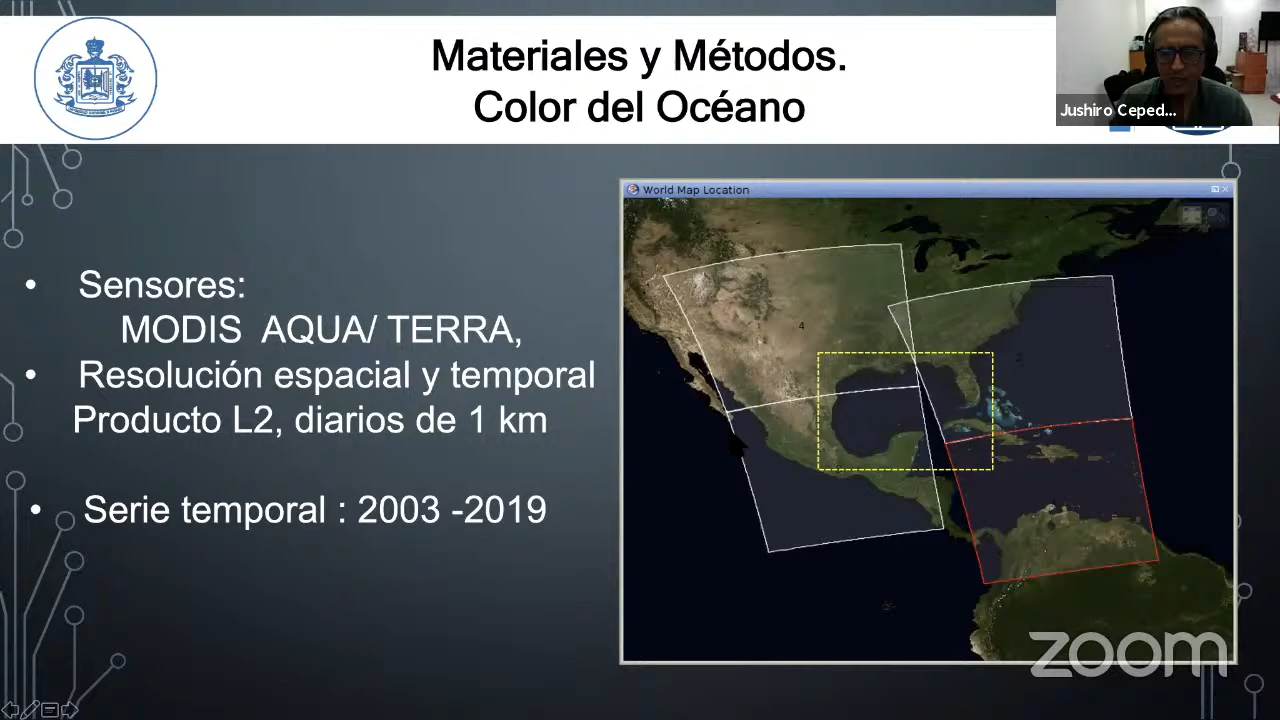 Materiales y Métodos.
Color del Océano
Jushiro Ceped...
• Sensores:
MODIS AQUA/ TERRA,
• Resolución espacial y temporal
Producto L2, diarios de 1 km
• Serie temporal : 2003 -2019
World Map Location
4
zoom